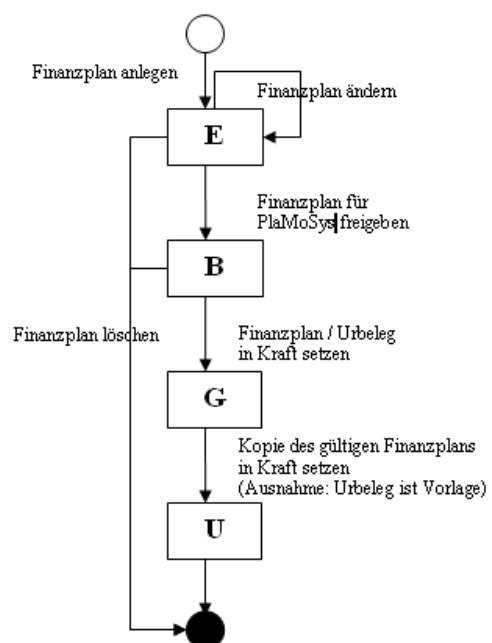 Finanzplan anlegen
Finanzplan ändern
E
Finanzplan für
PlaMoSys freigeben
B
Finanzplan löschen
Finanzplan / Urbeleg
in Kraft setzen
G
Kopie des gültigen Finanzplans
in Kraft setzen
(Ausnahme: Urbeleg ist Vorlage)
U